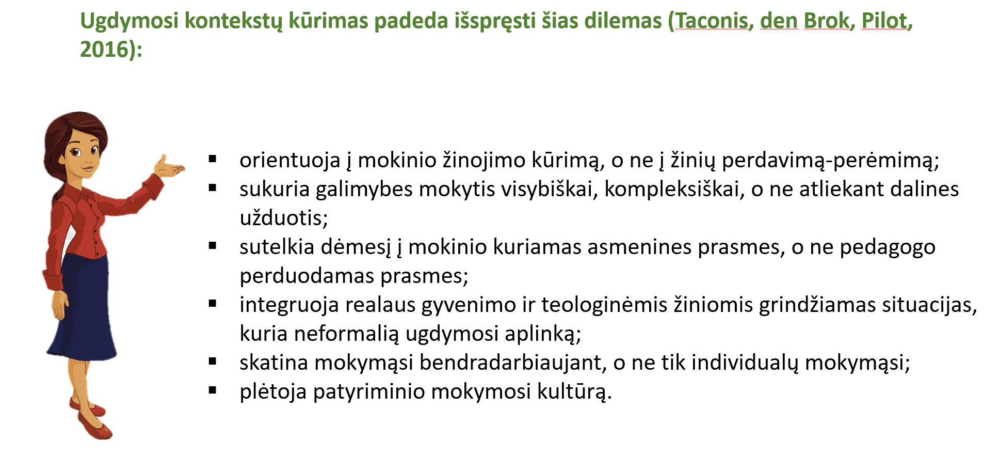 Ugdymosi kontekstų kūrimas padeda išspręsti šias dilemas (Taconis, den Brok, Pilot,
2016):
▪ orientuoja į mokinio žinojimo kūrimą, o ne į žinių perdavimą-perėmimą;
▪ sukuria galimybes mokytis visybiškai, kompleksiškai, o ne atliekant dalines
užduotis;
▪ sutelkia dėmesį į mokinio kuriamas asmenines prasmes, o ne pedagogo
perduodamas prasmes;
▪ integruoja realaus gyvenimo ir teologinėmis žiniomis grindžiamas situacijas,
kuria neformalią ugdymosi aplinką;
▪ skatina mokymąsi bendradarbiaujant, o ne tik individualų mokymąsi;
▪ plėtoja patyriminio mokymosi kultūrą.